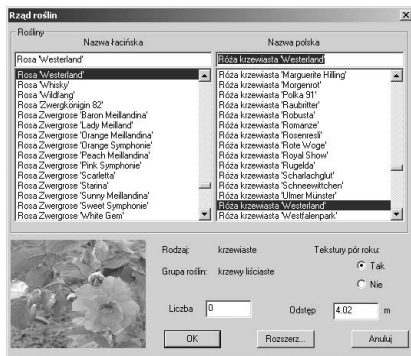 Rząd roślin
Rośliny
Nazwa łacińska
Nazwa polska
Rosa 'Westerland'
Róża krzewiasta 'Westerland'
Rosa 'Westerland'
Rosa 'Whisky'
Rosa 'Wildfang'
Rosa 'Zwergkönigin 82'
Rosa Zwergrose 'Baron Meillandina'
Rosa Zwergrose 'Lady Meilland'
Rosa Zwergrose 'Orange Meillandina'
Rosa Zwergrose 'Orange Symphonie'
Rosa Zwergrose 'Peach Meillandina'
Rosa Zwergrose 'Pink Symphonie'
Rosa Zwergrose 'Scarletta'
Rosa Zwergrose 'Starina'
Rosa Zwergrose 'Sunny Meillandina'
Rosa Zwergrose 'Sweet Symphonie'
Rosa Zwergrose 'White Gem'
Róża krzewiasta 'Marguerite Hilling'
Róża krzewiasta 'Morgenrot'
Róża krzewiasta 'Polka 91'
Róża krzewiasta 'Raubritter'
Róża krzewiasta 'Robusta'
Róża krzewiasta 'Romanze'
Róża krzewiasta 'Rosenresli'
Róża krzewiasta 'Rote Woge'
Róża krzewiasta 'Royal Show'
Róża krzewiasta 'Rugelda'
Róża krzewiasta 'Scharlachglut'
Róża krzewiasta 'Schneewittchen'
Róża krzewiasta 'Ulmer Münster'
Róża krzewiasta 'Westerland'
Róża krzewiasta 'Westfalenpark'
Rodzaj: krzewiaste
Tekstury pór roku:
Grupa roślin: krzewy liściaste
Tak
Nie
Liczba 0
Odstęp 4.02 m
OK
Rozszerz...
Anuluj